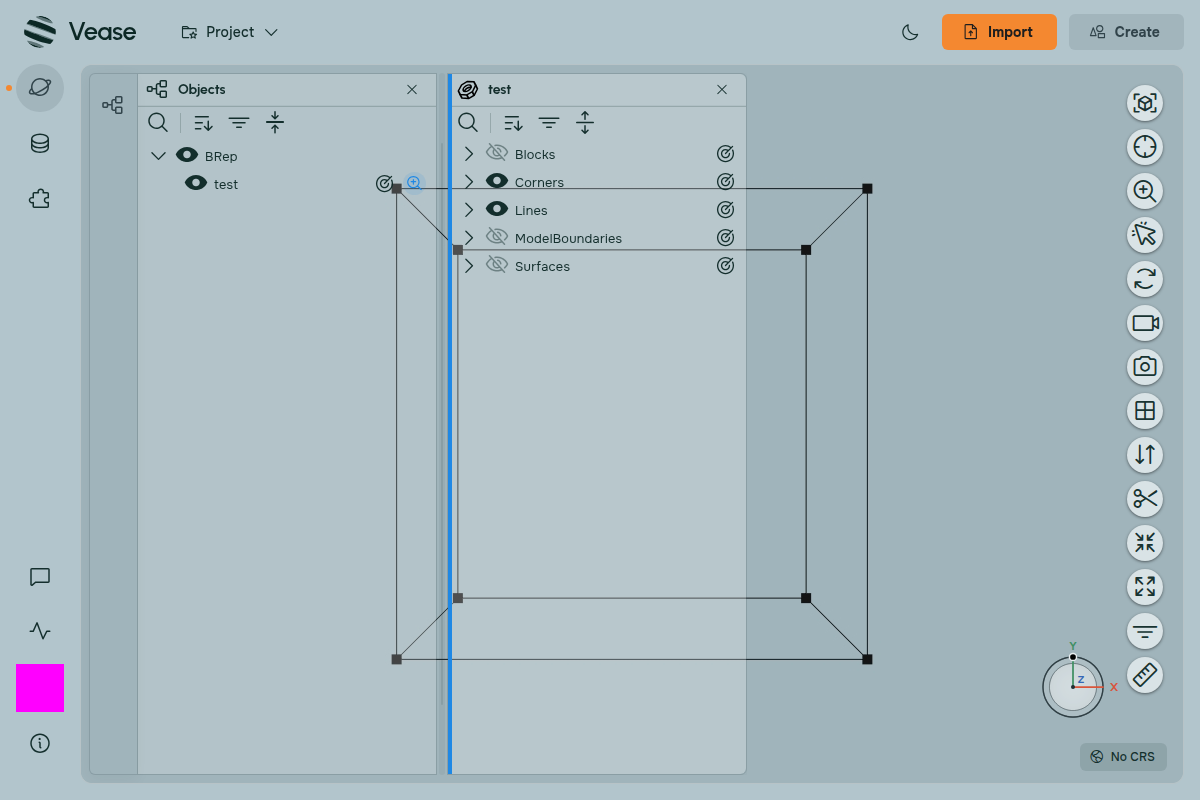 Vease
Project
Import
Create
Objects
test
BRep
test
Blocks
Corners
Lines
ModelBoundaries
Surfaces
Y
Z
X
No CRS